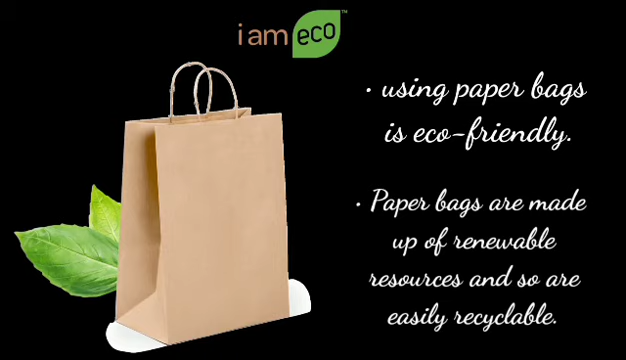 i am eco™
· using paper bags
is eco-friendly.
· Paper bags are made
up of renewable
resources and so are
easily recyclable.